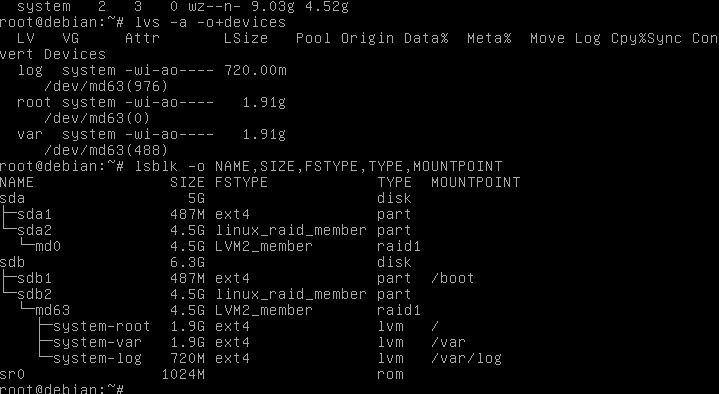 system   2   3   0 wz--n- 9.03g 4.52g
root@debian:~# lvs -a -o+devices
  LV   VG     Attr       LSize   Pool Origin Data%  Meta%  Move Log Cpy%Sync Con
vert Devices
  log  system -wi-ao---- 720.00m
     /dev/md63(976)
  root system -wi-ao----   1.91g
     /dev/md63(0)
  var  system -wi-ao----   1.91g
     /dev/md63(488)
root@debian:~# lsblk -o NAME,SIZE,FSTYPE,TYPE,MOUNTPOINT
NAME                SIZE FSTYPE            TYPE  MOUNTPOINT
sda                   5G                   disk
├─sda1              487M ext4              part
└─sda2              4.5G linux_raid_member part
  └─md0             4.5G LVM2_member       raid1
sdb                 6.3G                   disk
├─sdb1              487M ext4              part  /boot
└─sdb2              4.5G linux_raid_member part
  └─md63            4.5G LVM2_member       raid1
    ├─system-root   1.9G ext4              lvm   /
    ├─system-var    1.9G ext4              lvm   /var
    └─system-log    720M ext4              lvm   /var/log
sr0                1024M                   rom
root@debian:~#